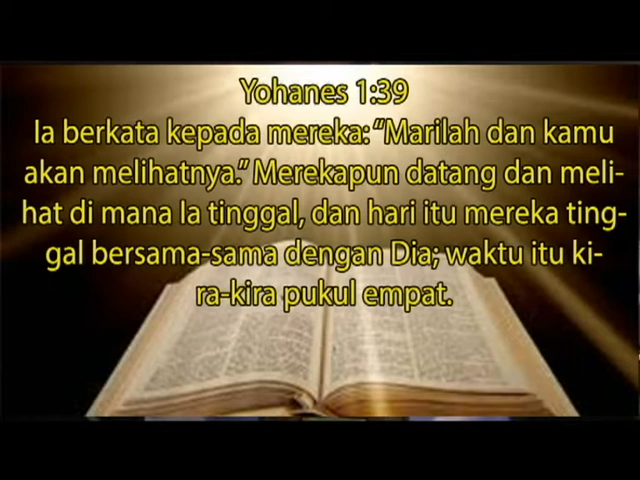 Yohanes 1:39
Ia berkata kepada mereka: “Marilah dan kamu
akan melihatnya.” Merekapun datang dan meli-
hat di mana Ia tinggal, dan hari itu mereka ting-
gal bersama-sama dengan Dia; waktu itu ki-
ra-kira pukul empat.